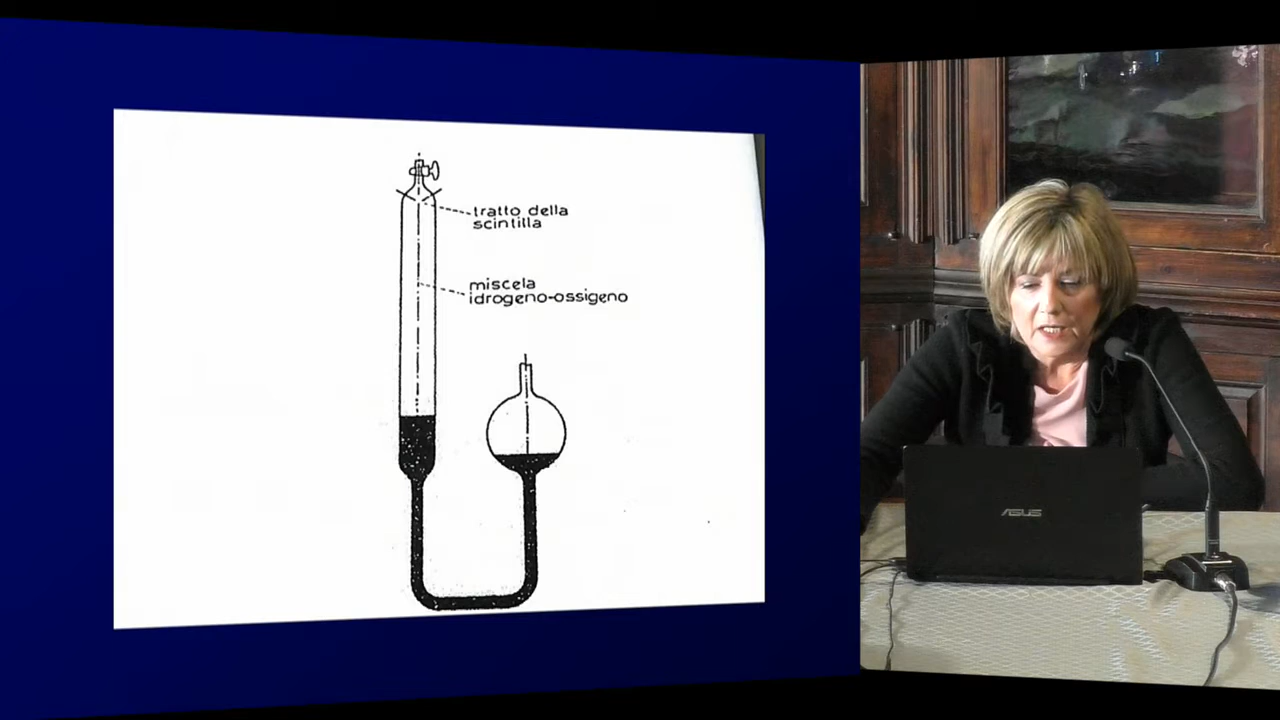 tratto della
scintilla
miscela
idrogeno-ossigeno
ASUS